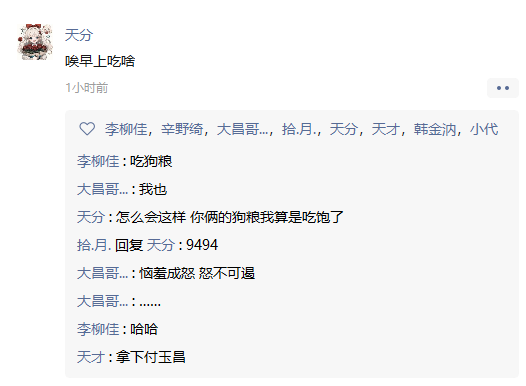 天分
唉早上吃啥
1小时前
李柳佳，辛野绮，大昌哥...，拾.月.，天分，天才，韩金汭，小代
李柳佳：吃狗粮
大昌哥...：我也
天分：怎么会这样 你俩的狗粮我算是吃饱了
拾.月. 回复 天分：9494
大昌哥...：恼羞成怒 怒不可遏
大昌哥...：......
李柳佳：哈哈
天才：拿下付玉昌